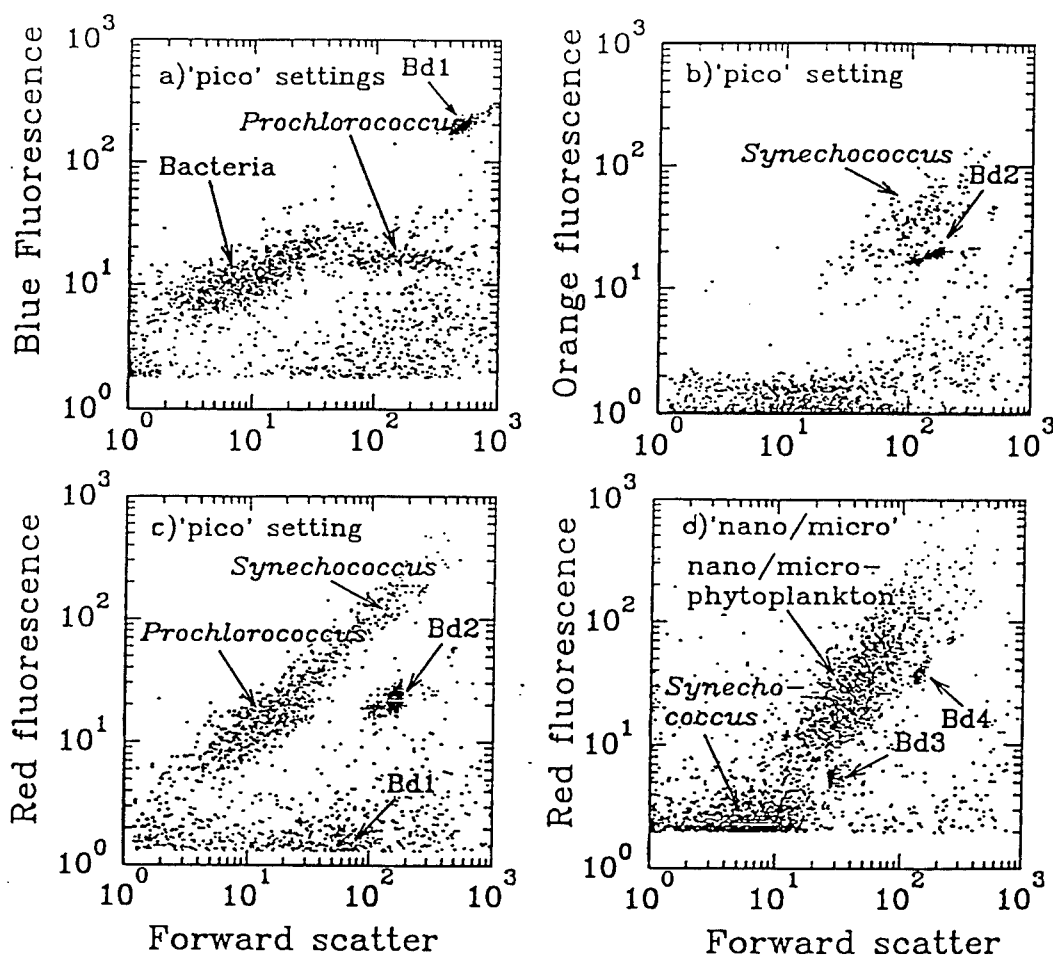 Blue Fluorescence
10³
10²
10¹
10⁰
a)'pico' settings
Bd1
Prochlorococcus
Bacteria
10⁰ 10¹ 10² 10³
Orange fluorescence
10³
10²
10¹
10⁰
b)'pico' setting
Synechococcus
Bd2
10⁰ 10¹ 10² 10³
Red fluorescence
10³
10²
10¹
10⁰
c)'pico' setting
Synechococcus
Prochlorococcus
Bd2
Bd1
10⁰ 10¹ 10² 10³
Forward scatter
Red fluorescence
10³
10²
10¹
10⁰
d)'nano/micro'
nano/micro-
phytoplankton
Synecho-
coccus
Bd4
Bd3
10⁰ 10¹ 10² 10³
Forward scatter